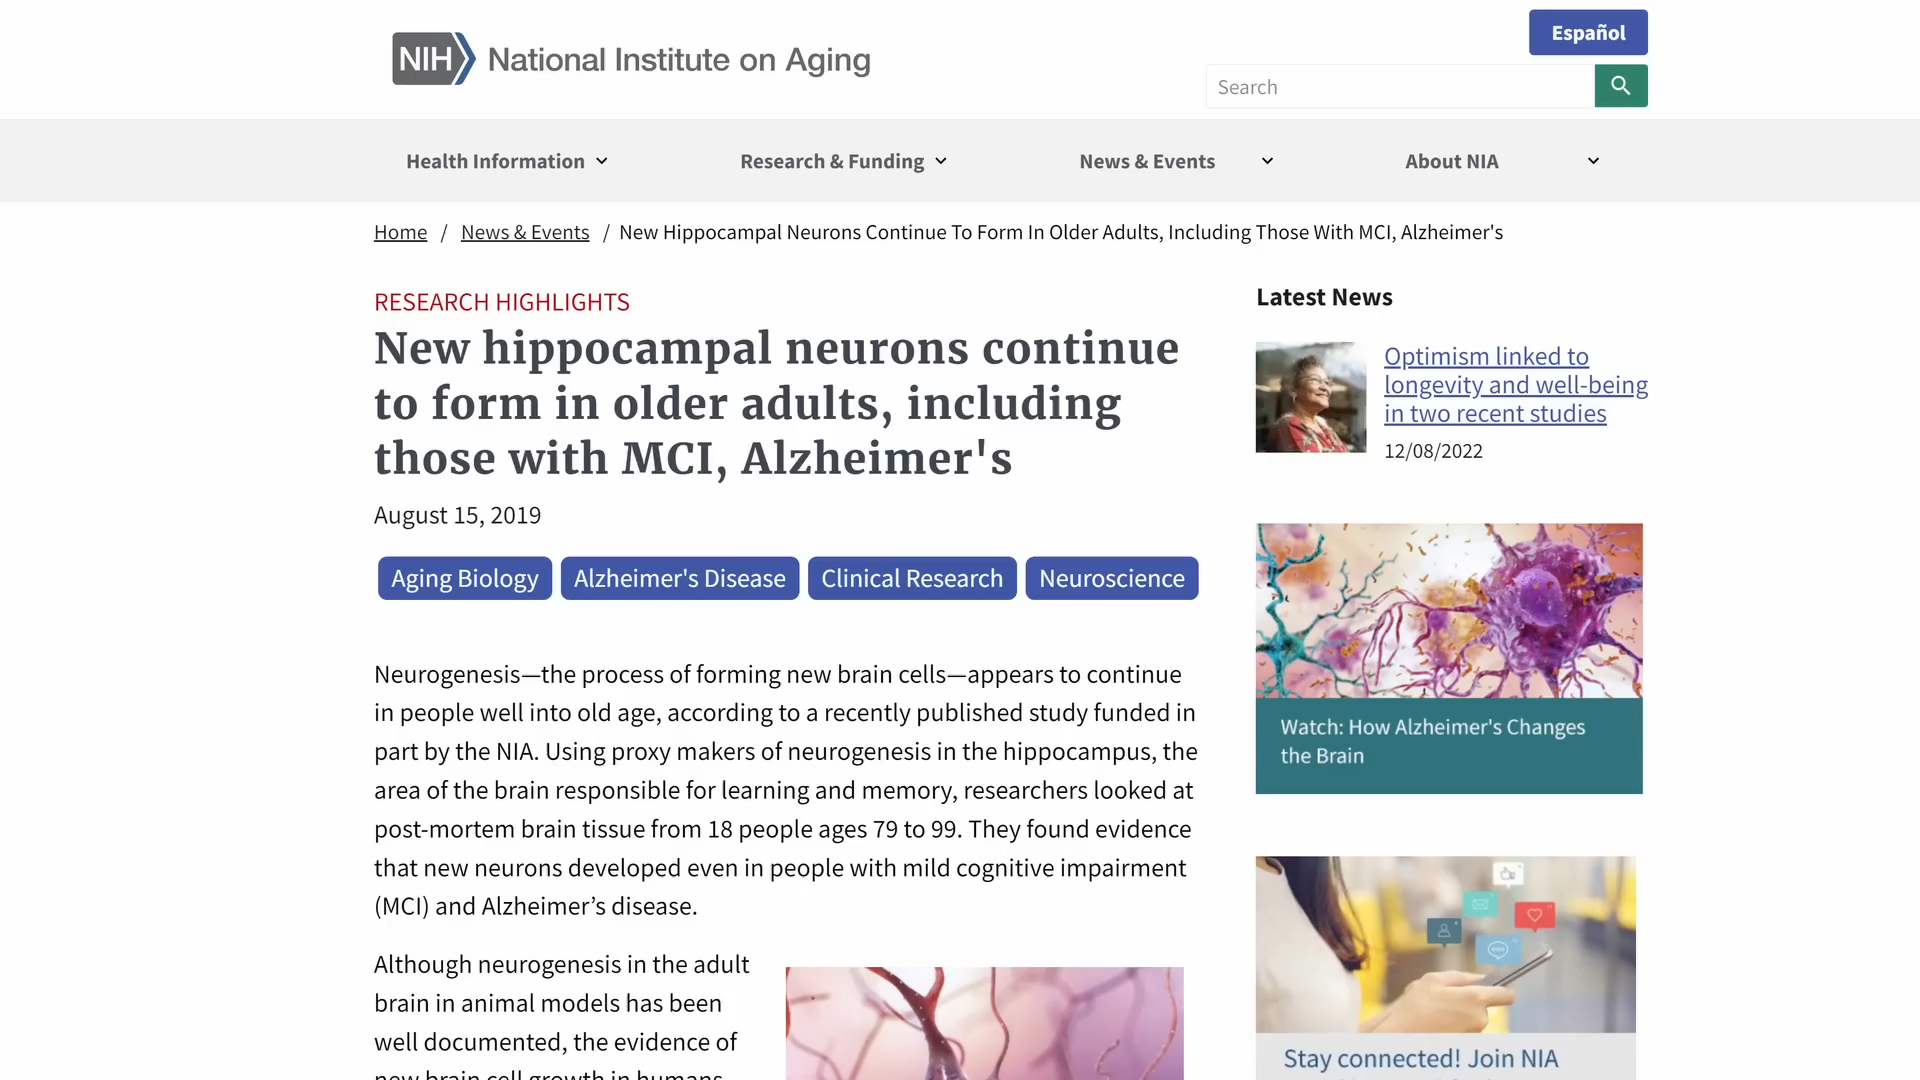 Español
NIH National Institute on Aging
Search
Health Information
Research & Funding
News & Events
About NIA
Home / News & Events / New Hippocampal Neurons Continue To Form In Older Adults, Including Those With MCI, Alzheimer's
RESEARCH HIGHLIGHTS
New hippocampal neurons continue
to form in older adults, including
those with MCI, Alzheimer's
August 15, 2019
Aging Biology
Alzheimer's Disease
Clinical Research
Neuroscience
Neurogenesis—the process of forming new brain cells—appears to continue
in people well into old age, according to a recently published study funded in
part by the NIA. Using proxy makers of neurogenesis in the hippocampus, the
area of the brain responsible for learning and memory, researchers looked at
post-mortem brain tissue from 18 people ages 79 to 99. They found evidence
that new neurons developed even in people with mild cognitive impairment
(MCI) and Alzheimer’s disease.
Although neurogenesis in the adult
brain in animal models has been
well documented, the evidence of
new brain cell growth in humans
Latest News
Optimism linked to
longevity and well-being
in two recent studies
12/08/2022
Watch: How Alzheimer's Changes
the Brain
Stay connected! Join NIA